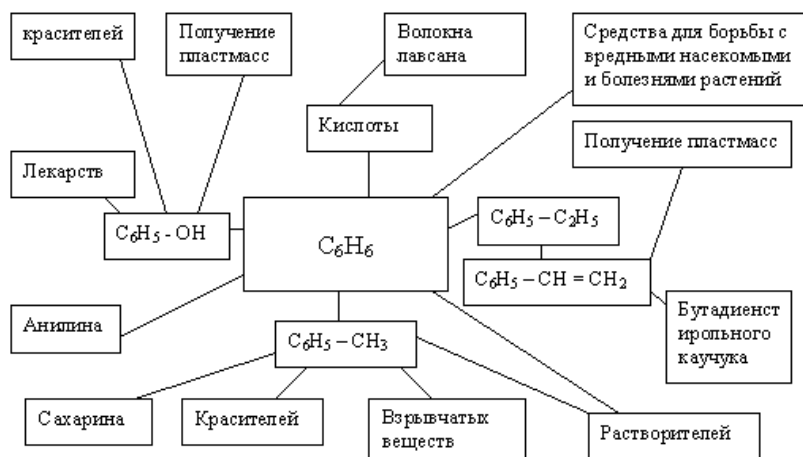 красителей
Получение
пластмасс
Волокна
лавсана
Средства для борьбы с
вредными насекомыми
и болезнями растений
Кислоты
Получение пластмасс
Лекарств
C₆H₅ - OH
C₆H₆
C₆H₅ – C₂H₅
C₆H₅ – CH = CH₂
Анилина
C₆H₅ – CH₃
Бутадиенст
ирольного
каучука
Сахарина
Красителей
Взрывчатых
веществ
Растворителей